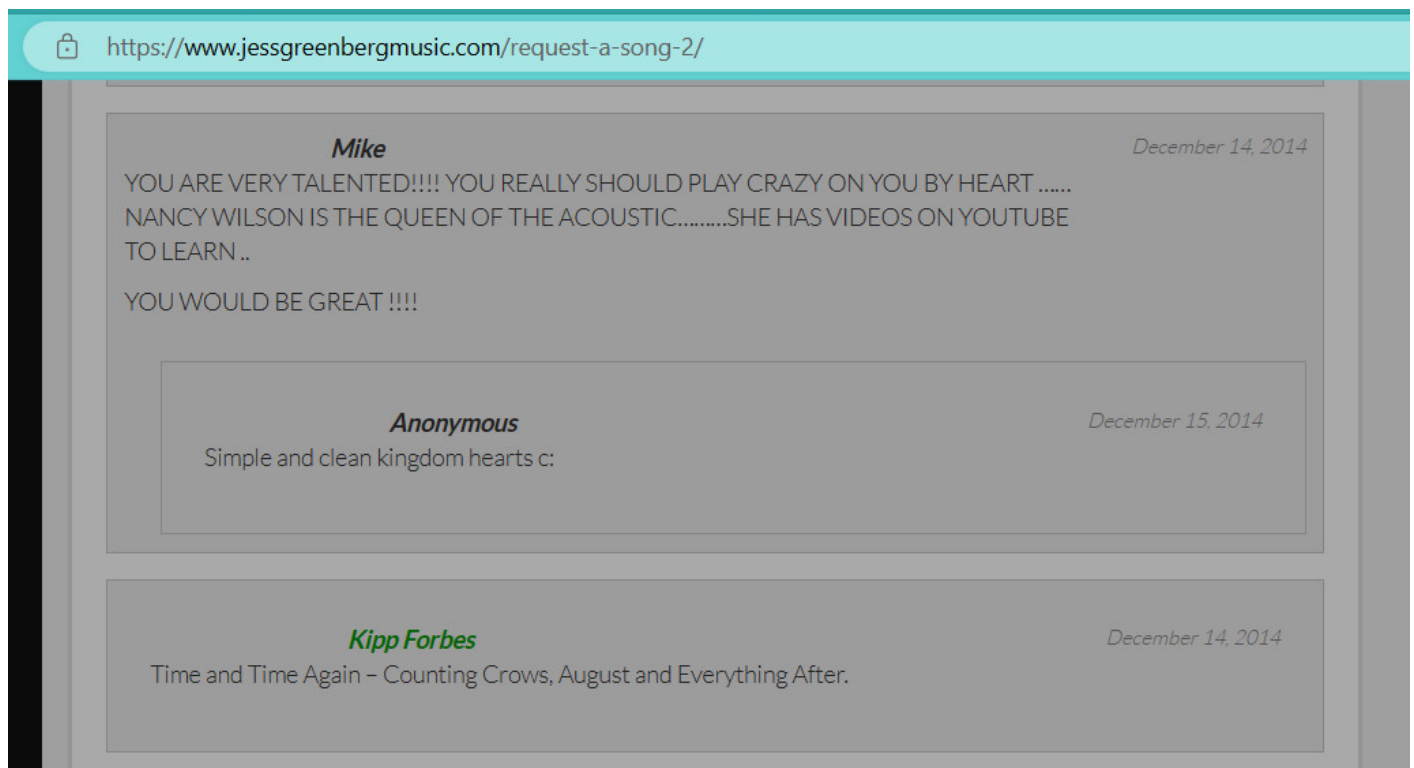 https://www.jessgreenbergmusic.com/request-a-song-2/
Mike
December 14, 2014
YOU ARE VERY TALENTED!!!! YOU REALLY SHOULD PLAY CRAZY ON YOU BY HEART ......
NANCY WILSON IS THE QUEEN OF THE ACOUSTIC.........SHE HAS VIDEOS ON YOUTUBE
TO LEARN ..
YOU WOULD BE GREAT !!!!
Anonymous
December 15, 2014
Simple and clean kingdom hearts c:
Kipp Forbes
December 14, 2014
Time and Time Again – Counting Crows, August and Everything After.